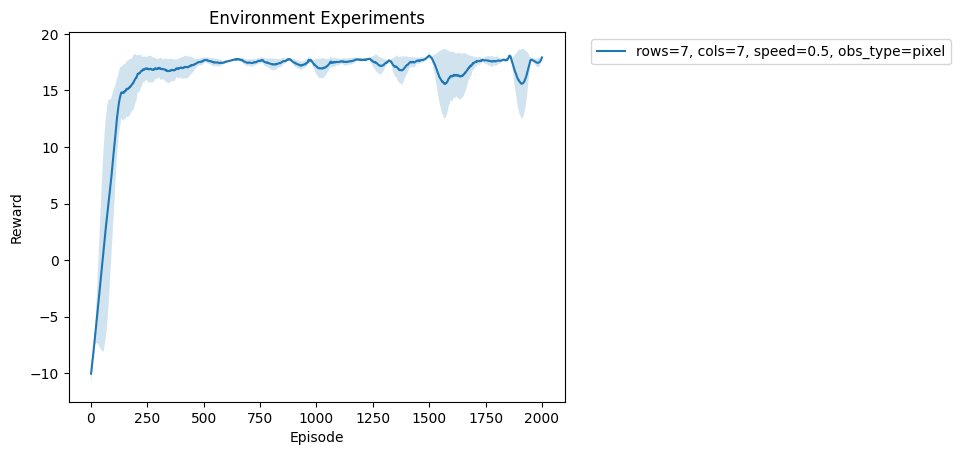 Environment Experiments
rows=7, cols=7, speed=0.5, obs_type=pixel
20
15
10
5
0
−5
−10
Reward
0 250 500 750 1000 1250 1500 1750 2000
Episode